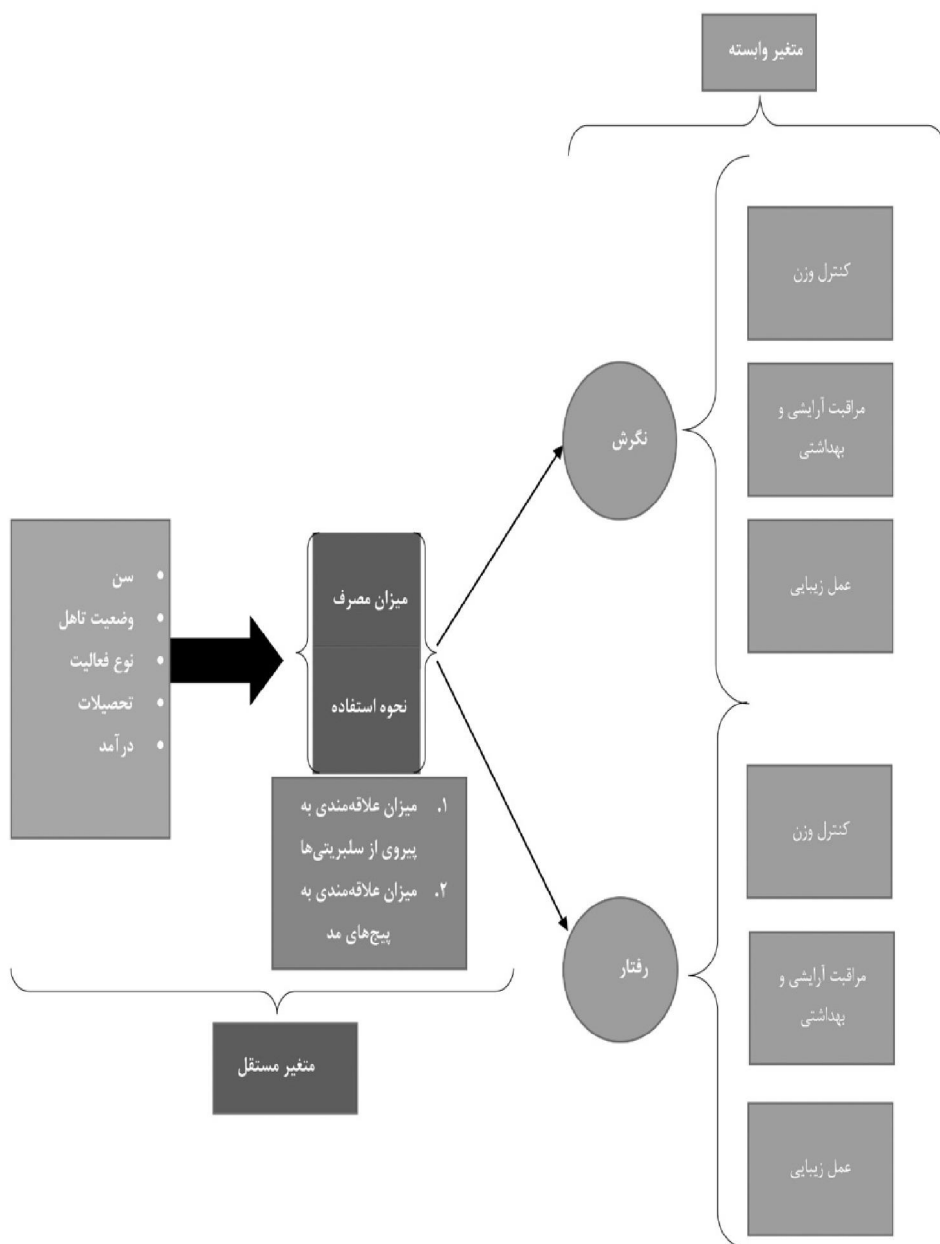 متغیر وابسته
کنترل وزن
مراقبت آرایشی و
بهداشتی
عمل زیبایی
نگرش
سن
وضعیت تاهل
نوع فعالیت
تحصیلات
درآمد
میزان مصرف
نحوه استفاده
۱. میزان علاقه‌مندی به
پیروی از سلبریتی‌ها
۲. میزان علاقه‌مندی به
پیج‌های مد
متغیر مستقل
رفتار
کنترل وزن
مراقبت آرایشی و
بهداشتی
عمل زیبایی